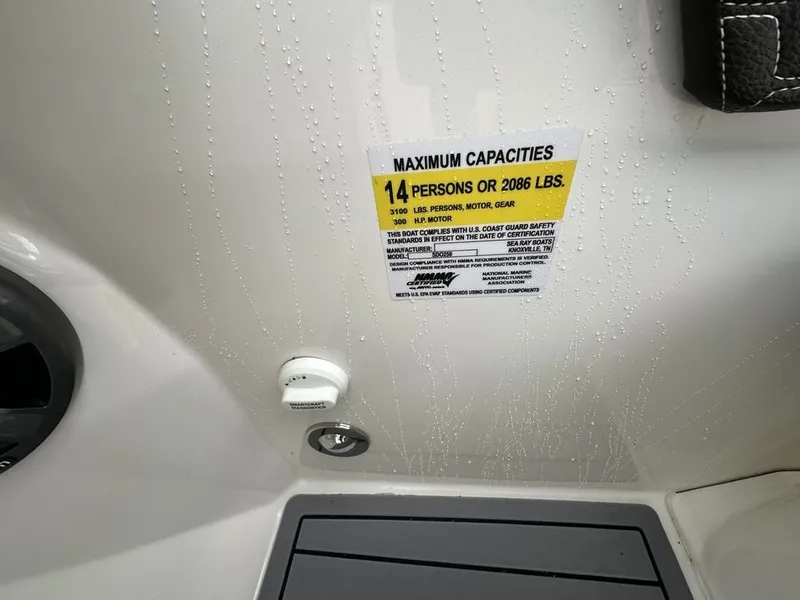 MAXIMUM CAPACITIES
14 PERSONS OR 2086 LBS.
3100 LBS. PERSONS, MOTOR, GEAR
300 H.P. MOTOR
THIS BOAT COMPLIES WITH U.S. COAST GUARD SAFETY
STANDARDS IN EFFECT ON THE DATE OF CERTIFICATION
MANUFACTURER: SEA RAY BOATS
KNOXVILLE, TN
MODEL: SDO250
DESIGN COMPLIANCE WITH NMMA REQUIREMENTS IS VERIFIED.
MANUFACTURER RESPONSIBLE FOR PRODUCTION CONTROL.
NMMA
CERTIFIED
NATIONAL MARINE
MANUFACTURERS
ASSOCIATION
MEETS U.S. EPA EVAP STANDARDS USING CERTIFIED COMPONENTS
SMARTCRAFT
DIAGNOSTICS